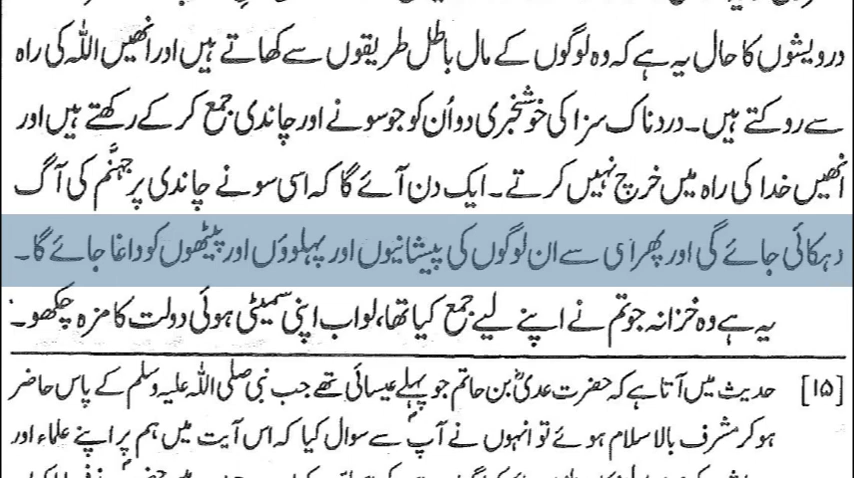 درویشوں کا حال یہ ہے کہ وہ لوگوں کے مال باطل طریقوں سے کھاتے ہیں اور انھیں اللہ کی راہ
سے روکتے ہیں۔ دردناک سزا کی خوشخبری دو اُن کو جو سونے اور چاندی جمع کر کے رکھتے ہیں اور
انھیں خدا کی راہ میں خرچ نہیں کرتے۔ ایک دن آئے گا کہ اسی سونے چاندی پر جہنّم کی آگ
دہکائی جائے گی اور پھر اسی سے ان لوگوں کی پیشانیوں اور پہلوؤں اور پیٹھوں کو داغا جائے گا۔
یہ ہے وہ خزانہ جو تم نے اپنے لیے جمع کیا تھا، لو اب اپنی سمیٹی ہوئی دولت کا مزہ چکھو۔
[۱۵] حدیث میں آتا ہے کہ حضرت عدیؓ بن حاتم جو پہلے عیسائی تھے جب نبی صلی اللہ علیہ وسلم کے پاس حاضر
ہو کر مشرف بالاسلام ہوئے تو انہوں نے آپؐ سے سوال کیا کہ اس آیت میں ہم پر اپنے علماء اور